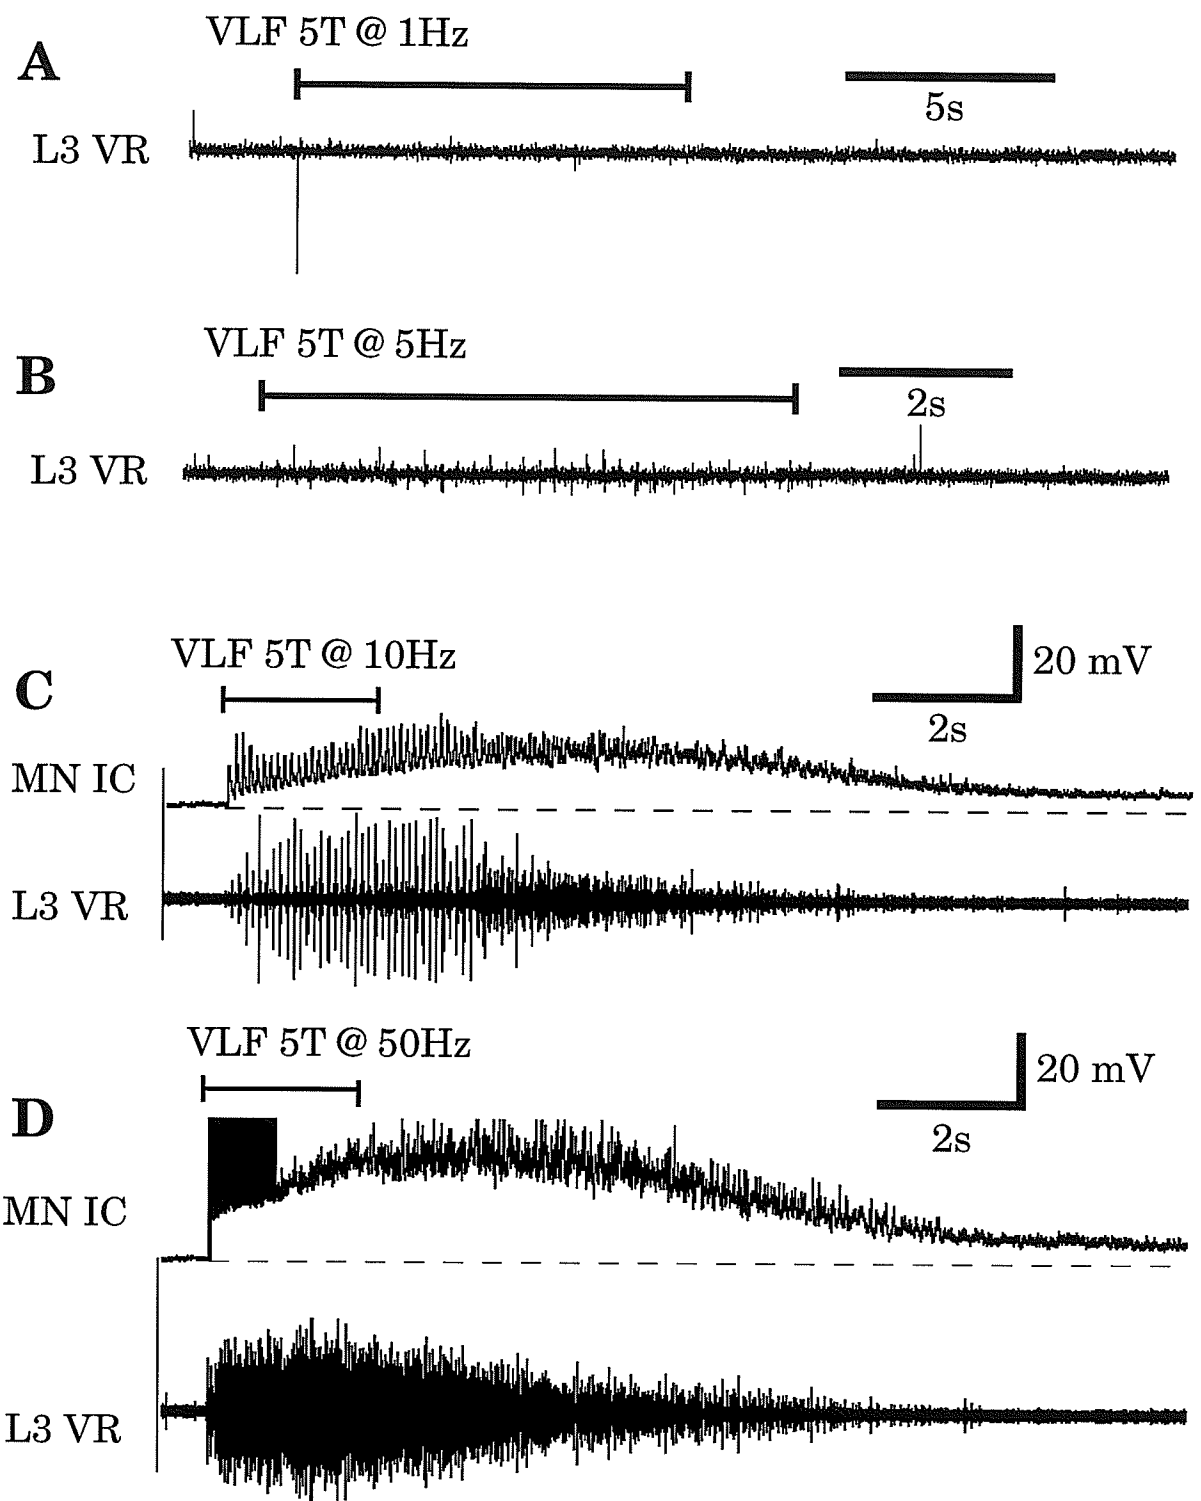 A
VLF 5T @ 1Hz
5s
L3 VR
B
VLF 5T @ 5Hz
2s
L3 VR
C
VLF 5T @ 10Hz
20 mV
2s
MN IC
L3 VR
D
VLF 5T @ 50Hz
20 mV
2s
MN IC
L3 VR